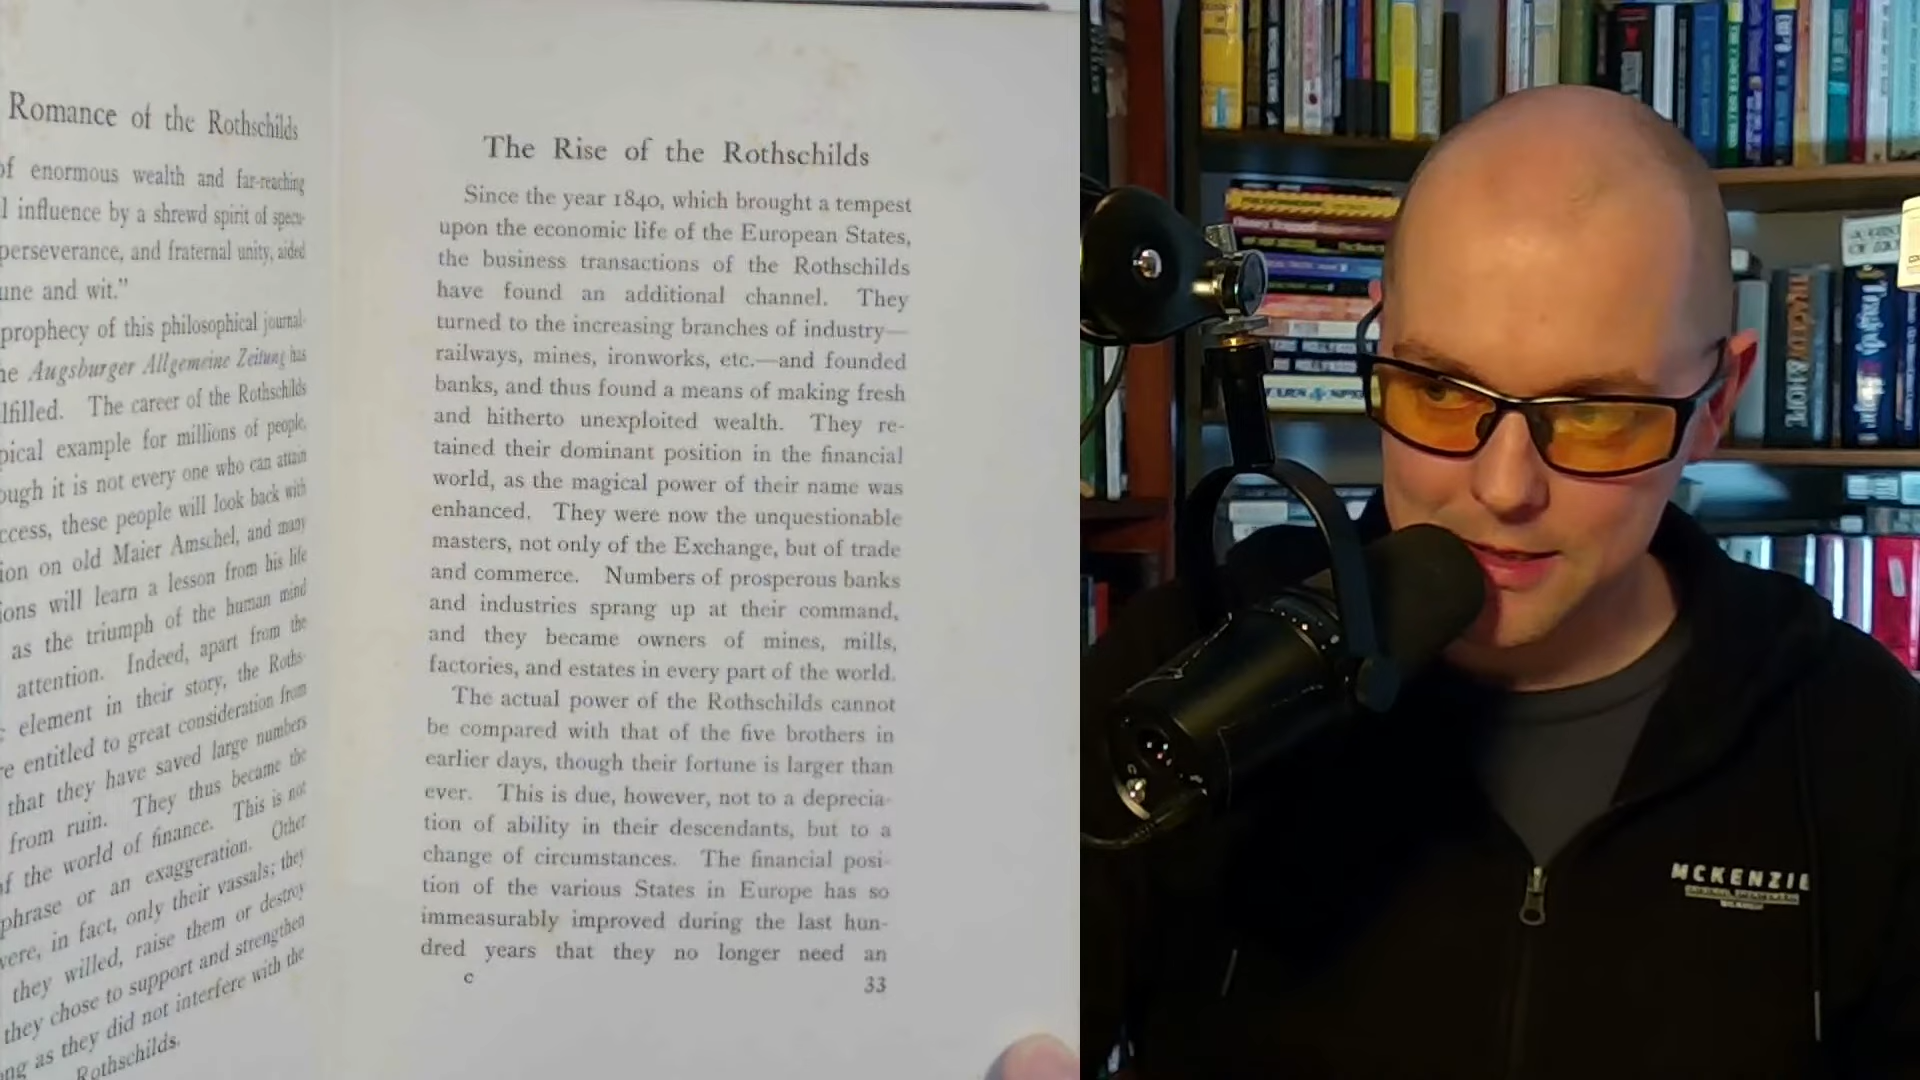 Romance of the Rothschilds
of enormous wealth and far-reaching
influence by a shrewd spirit of specu-
perseverance, and fraternal unity, aided
and wit."
prophecy of this philosophical journal-
Augsburger Allgemeine Zeitung has
The career of the Rothschilds
example for millions of people,
it is not every one who can attain
these people will look back with
on old Maier Amschel, and many
will learn a lesson from his life
as the triumph of the human mind
attention. Indeed, apart from the
element in their story, the Roths-
entitled to great consideration from
that they have saved large numbers
from ruin. They thus became the
of the world of finance. This is not
phrase or an exaggeration. Other
were, in fact, only their vassals; they
they willed, raise them or destroy
they chose to support and strengthen
as they did not interfere with the
Rothschilds.
The Rise of the Rothschilds
Since the year 1840, which brought a tempest
upon the economic life of the European States,
the business transactions of the Rothschilds
have found an additional channel. They
turned to the increasing branches of industry—
railways, mines, ironworks, etc.—and founded
banks, and thus found a means of making fresh
and hitherto unexploited wealth. They re-
tained their dominant position in the financial
world, as the magical power of their name was
enhanced. They were now the unquestionable
masters, not only of the Exchange, but of trade
and commerce. Numbers of prosperous banks
and industries sprang up at their command,
and they became owners of mines, mills,
factories, and estates in every part of the world.
The actual power of the Rothschilds cannot
be compared with that of the five brothers in
earlier days, though their fortune is larger than
ever. This is due, however, not to a deprecia-
tion of ability in their descendants, but to a
change of circumstances. The financial posi-
tion of the various States in Europe has so
immeasurably improved during the last hun-
dred years that they no longer need an
c
33
TRAGEDY & HOPE
MCKENZIE